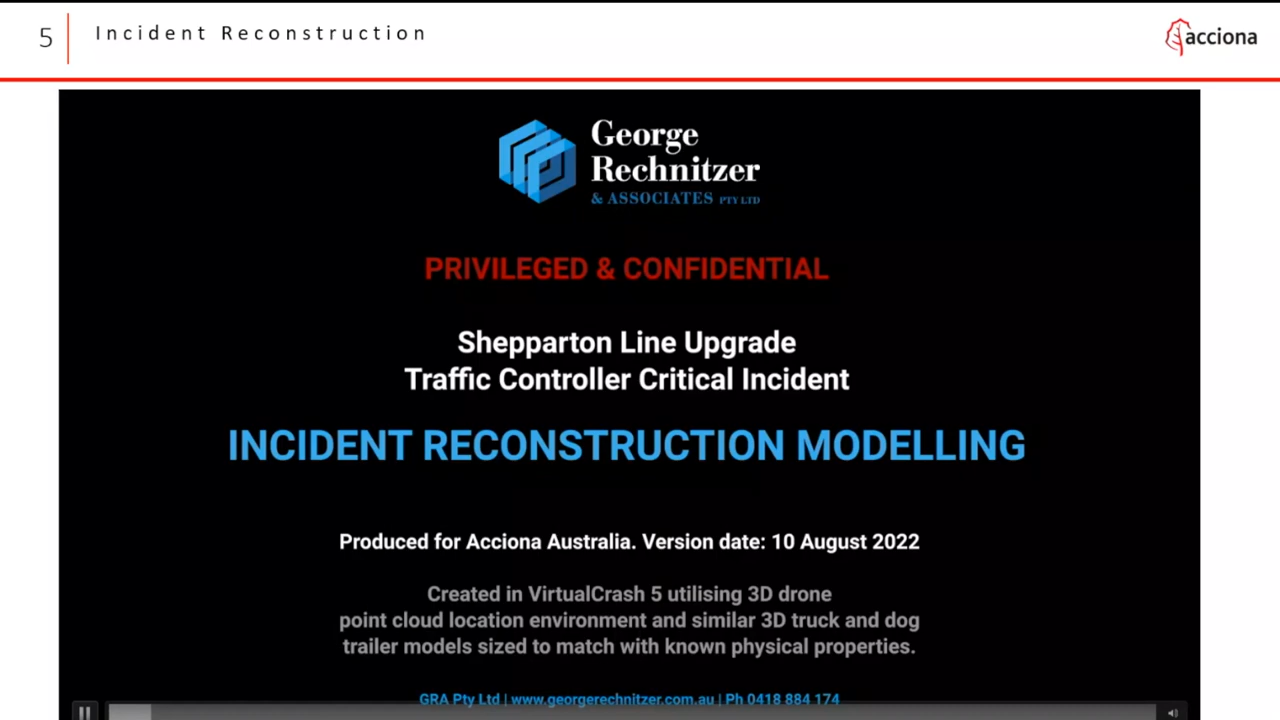 5
Incident Reconstruction
acciona
George
Rechnitzer
& ASSOCIATES PTY LTD
PRIVILEGED & CONFIDENTIAL
Shepparton Line Upgrade
Traffic Controller Critical Incident
INCIDENT RECONSTRUCTION MODELLING
Produced for Acciona Australia. Version date: 10 August 2022
Created in VirtualCrash 5 utilising 3D drone
point cloud location environment and similar 3D truck and dog
trailer models sized to match with known physical properties.
GRA Pty Ltd | www.georgerechnitzer.com.au | Ph 0418 884 174